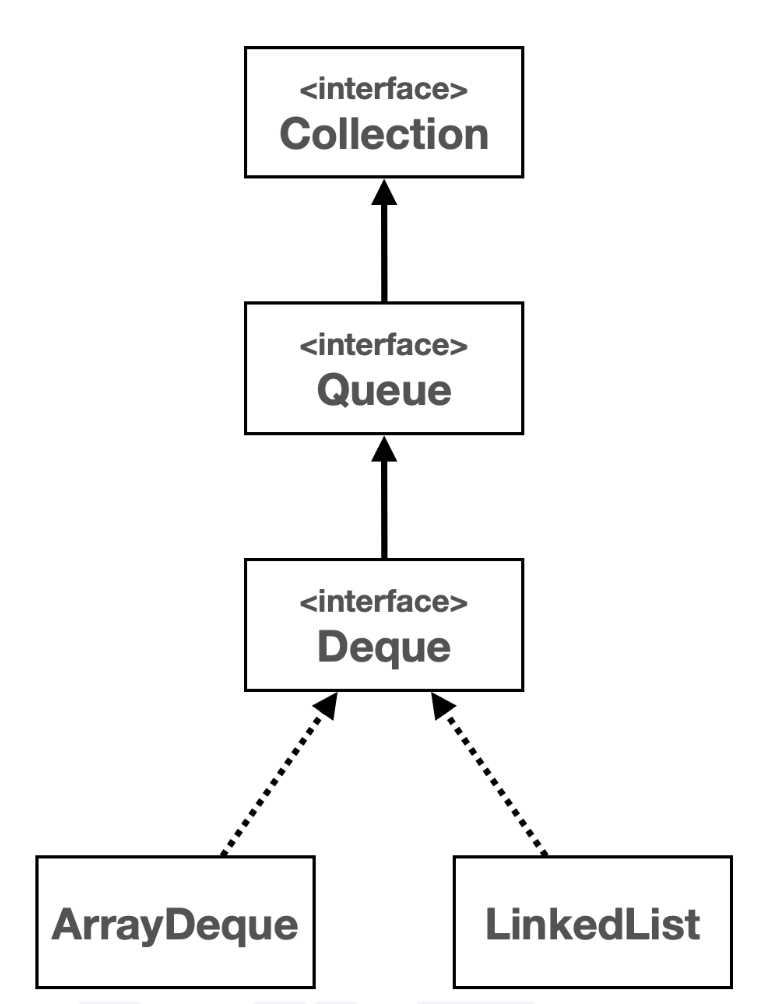 <interface>
Collection
<interface>
Queue
<interface>
Deque
ArrayDeque
LinkedList